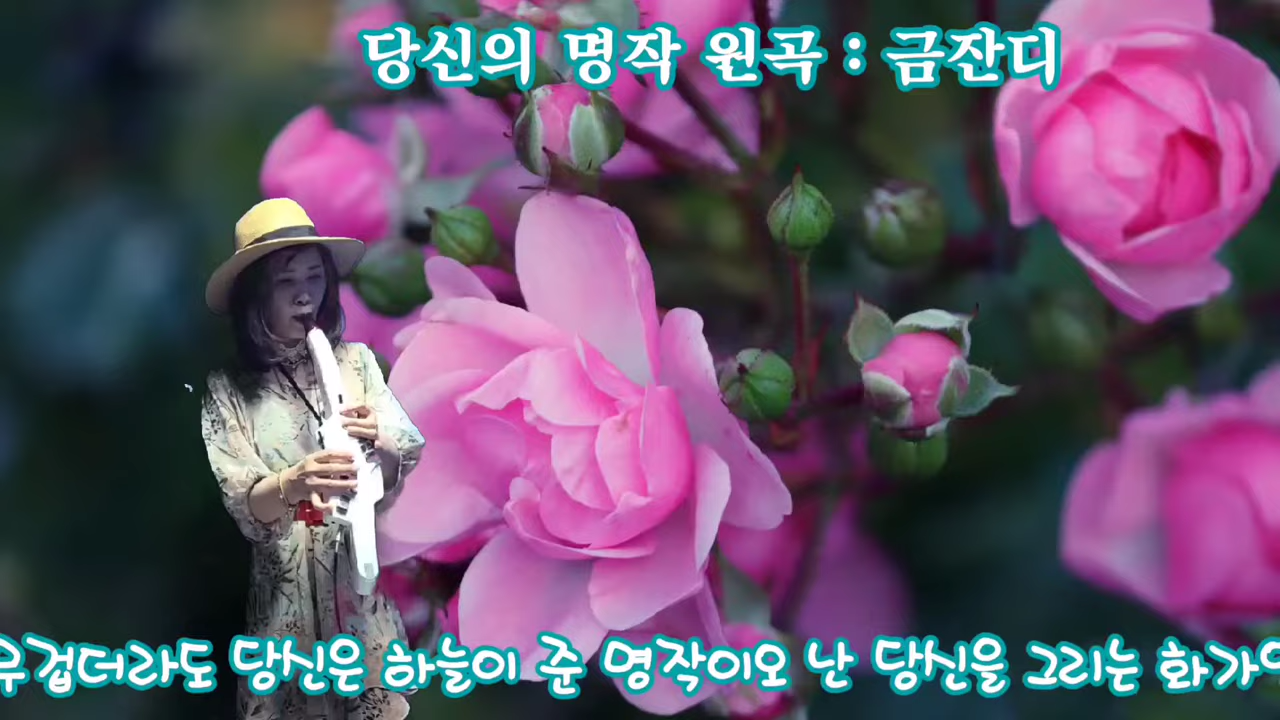 당신의 명작 원곡 : 금잔디
무겁더라도 당신은 하늘이 준 명작이오 난 당신을 그리는 화가